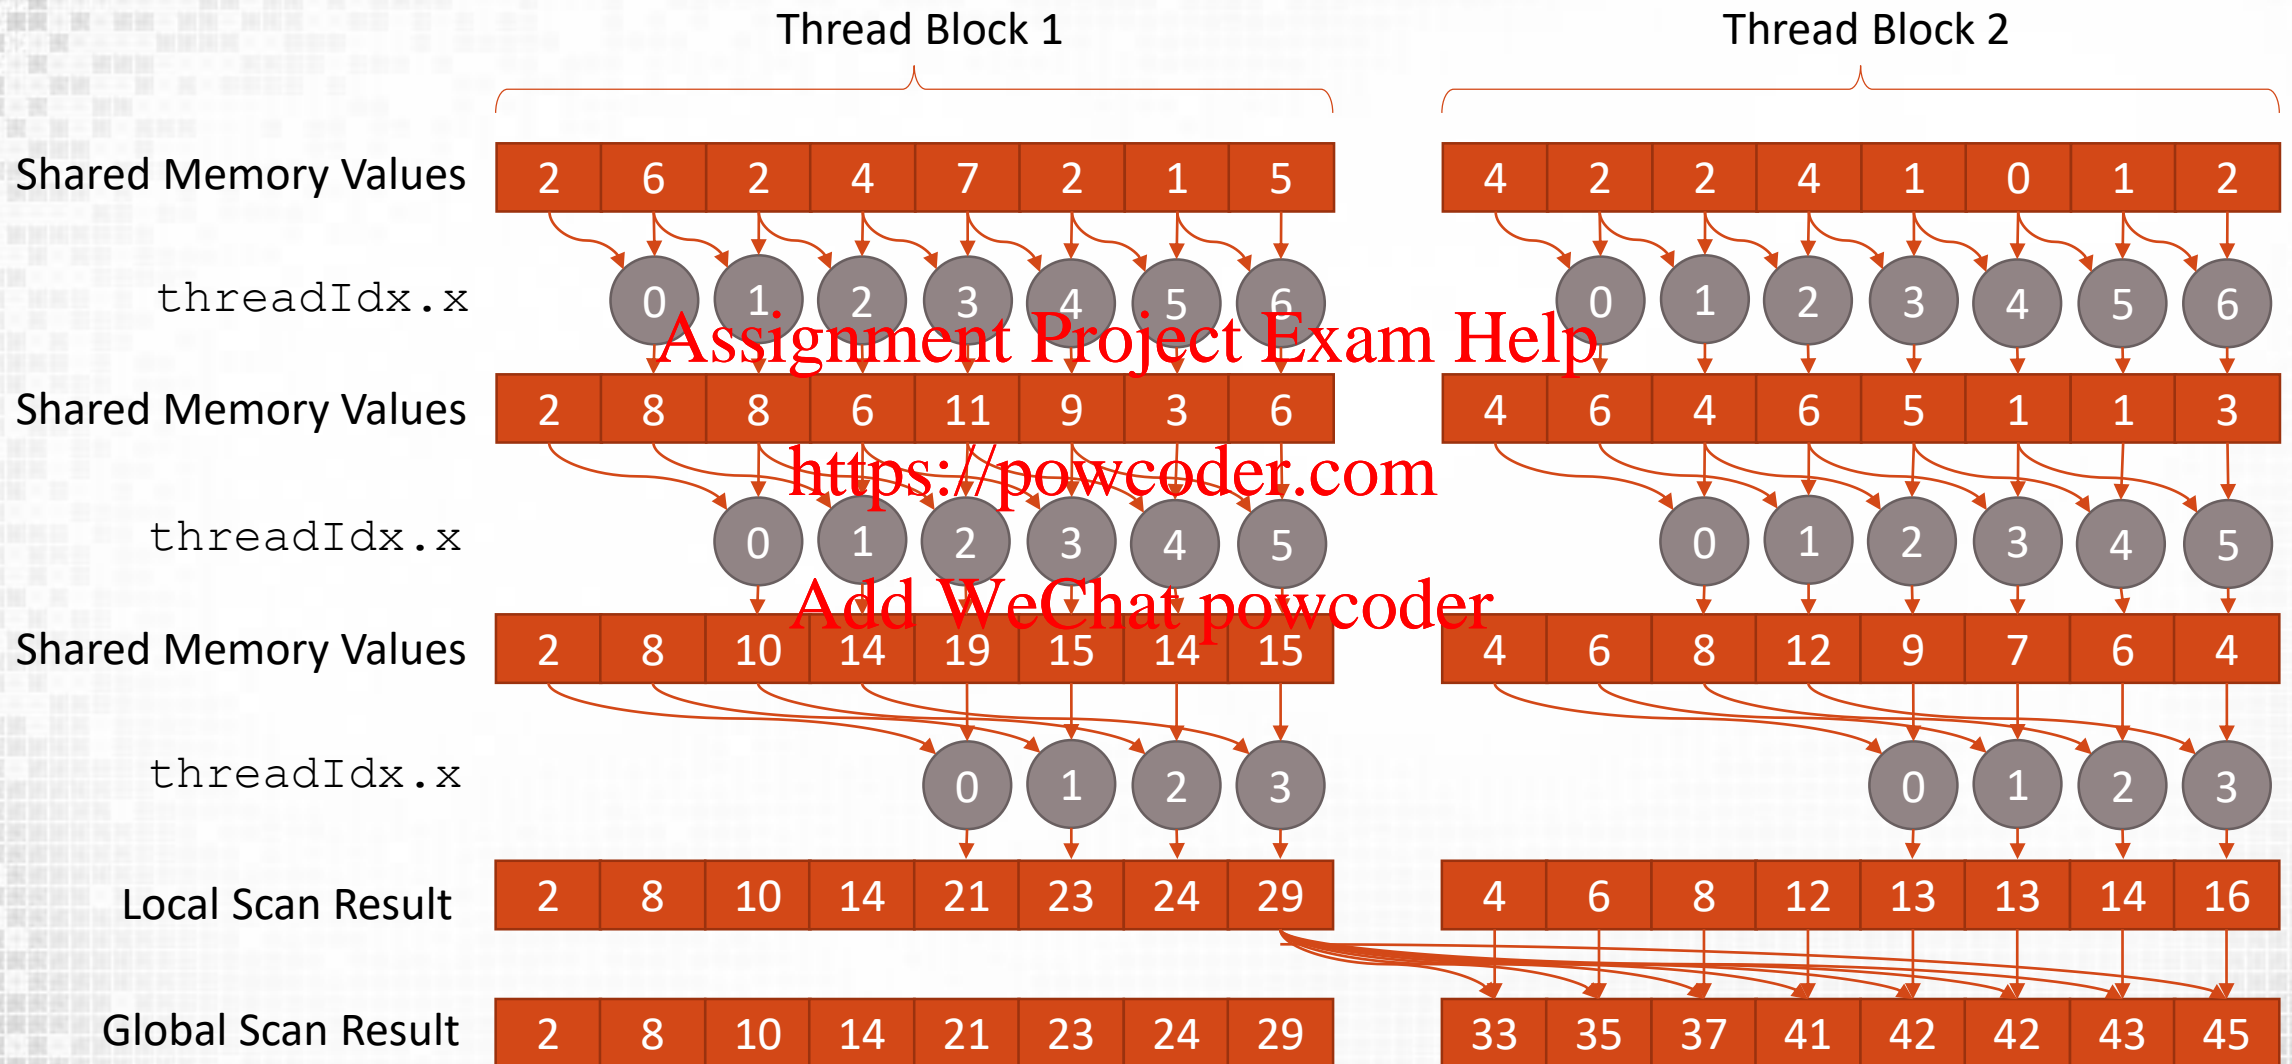 Thread Block 1 Thread Block 2
Shared Memory Values 2 6 2 4 7 2 1 5 4 2 2 4 1 0 1 2
threadIdx.x 0 1 2 3 4 5 6 0 1 2 3 4 5 6
Assignment Project Exam Help
Shared Memory Values 2 8 8 6 11 9 3 6 4 6 4 6 5 1 1 3
https://powcoder.com
threadIdx.x 0 1 2 3 4 5 0 1 2 3 4 5
Add WeChat powcoder
Shared Memory Values 2 8 10 14 19 15 14 15 4 6 8 12 9 7 6 4
threadIdx.x 0 1 2 3 0 1 2 3
Local Scan Result 2 8 10 14 21 23 24 29 4 6 8 12 13 13 14 16
Global Scan Result 2 8 10 14 21 23 24 29 33 35 37 41 42 42 43 45